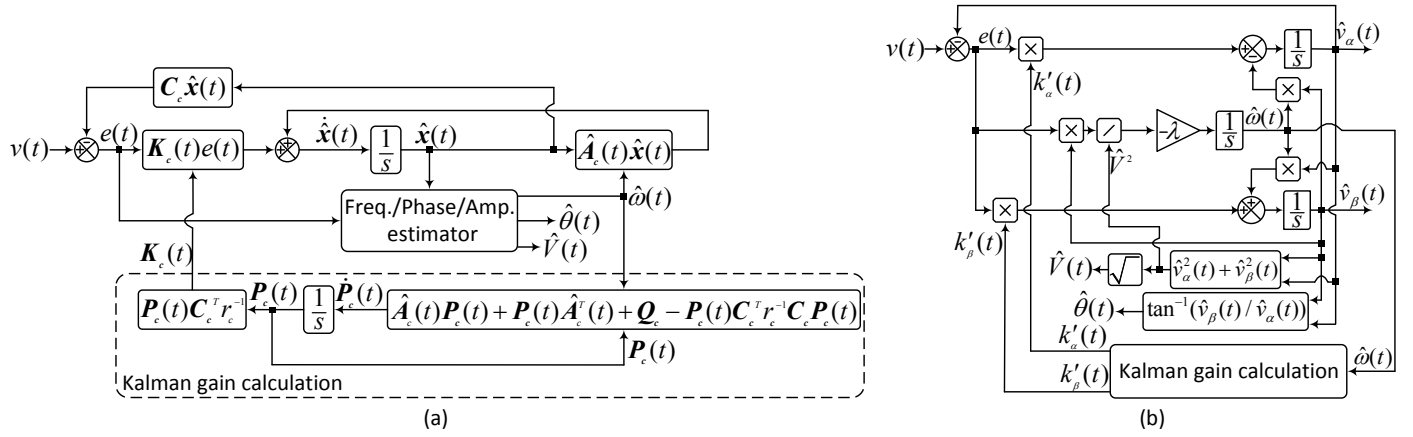 C_c x̂(t)
v(t)
e(t)
K_c(t)e(t)
ẋ̂(t)
1/s
x̂(t)
Â_c(t)x̂(t)
Freq./Phase/Amp.
estimator
ω̂(t)
θ̂(t)
V̂(t)
K_c(t)
P_c(t)C_c^T r_c^{-1}
P_c(t)
1/s
Ṗ_c(t)
Â_c(t)P_c(t) + P_c(t)Â_c^T(t) + Q_c − P_c(t)C_c^T r_c^{-1}C_c P_c(t)
P_c(t)
Kalman gain calculation
(a)
v(t)
e(t)
×
1/s
v̂_α(t)
k'_α(t)
×
×
/
-λ
1/s
ω̂(t)
V̂²
×
×
1/s
v̂_β(t)
k'_β(t)
V̂(t)
√
v̂_α²(t) + v̂_β²(t)
θ̂(t)
tan⁻¹(v̂_β(t) / v̂_α(t))
k'_α(t)
k'_β(t)
Kalman gain calculation
ω̂(t)
(b)